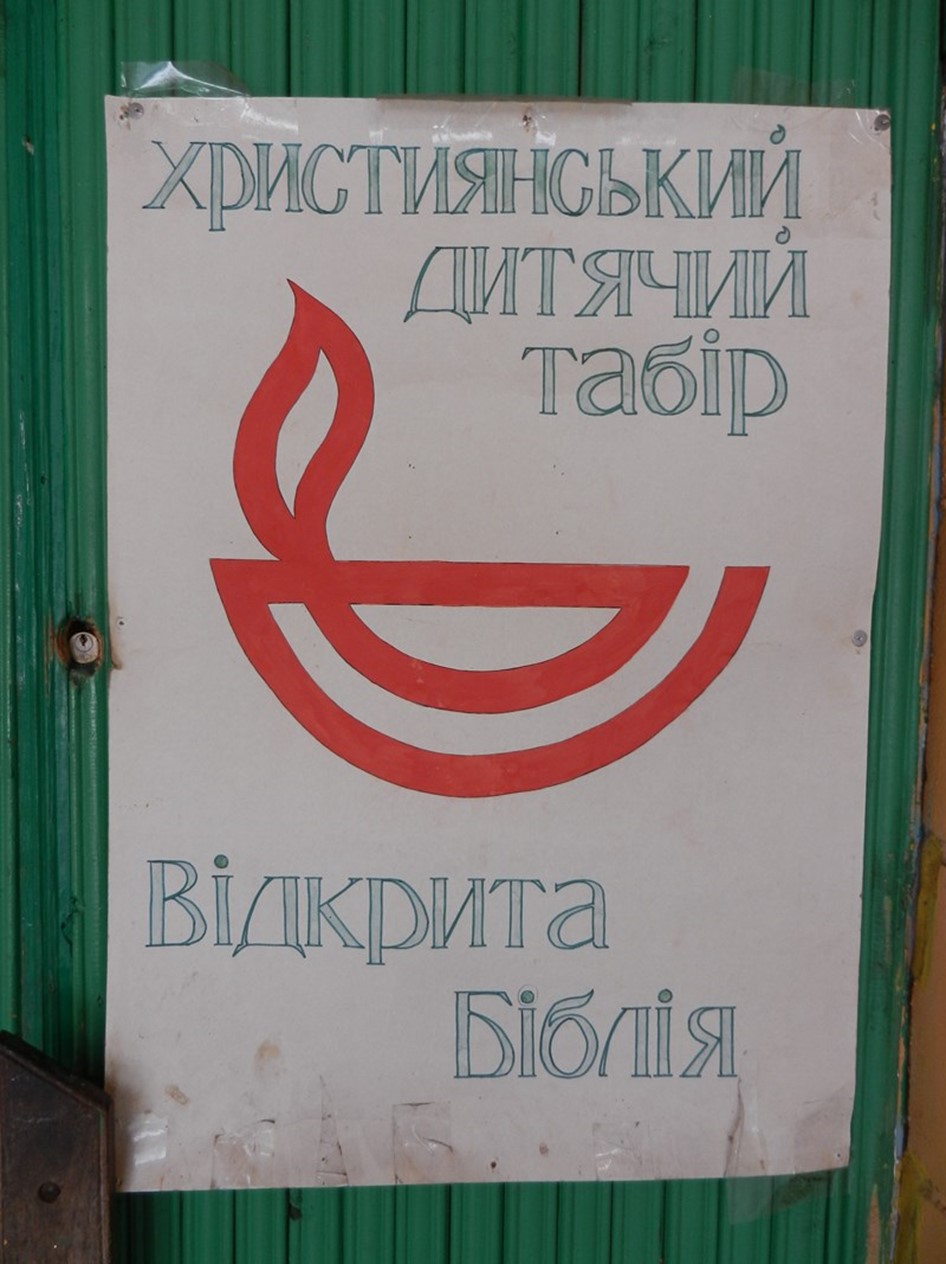 християнський
дитячий
табір
Відкрита
Біблія